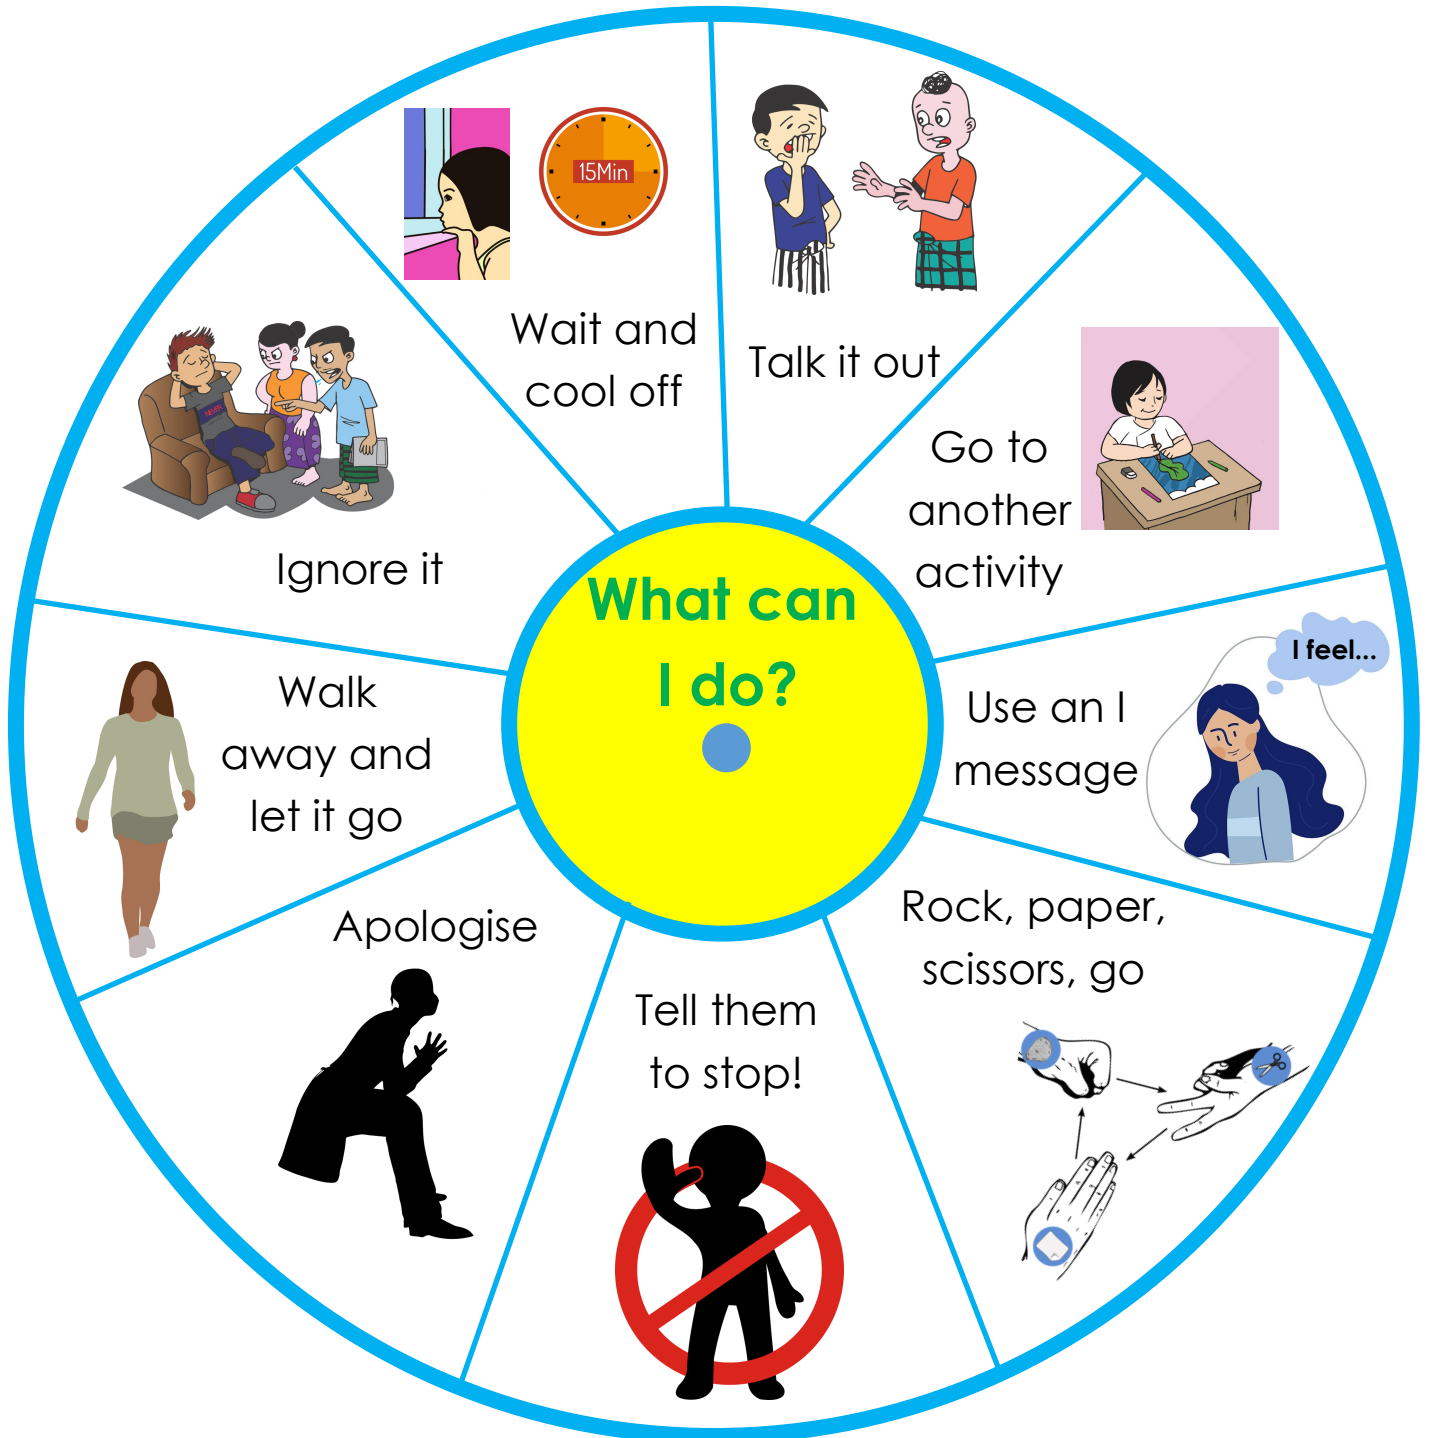 What can
I do?
15Min
Wait and
cool off
Talk it out
Go to
another
activity
I feel...
Use an I
message
Rock, paper,
scissors, go
Tell them
to stop!
Apologise
Walk
away and
let it go
Ignore it